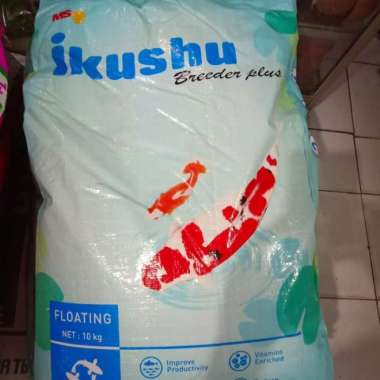 MS
ikushu
Breeder plus
FLOATING
NET : 10 kg
Improve
Productivity
Vitamins
Enriched